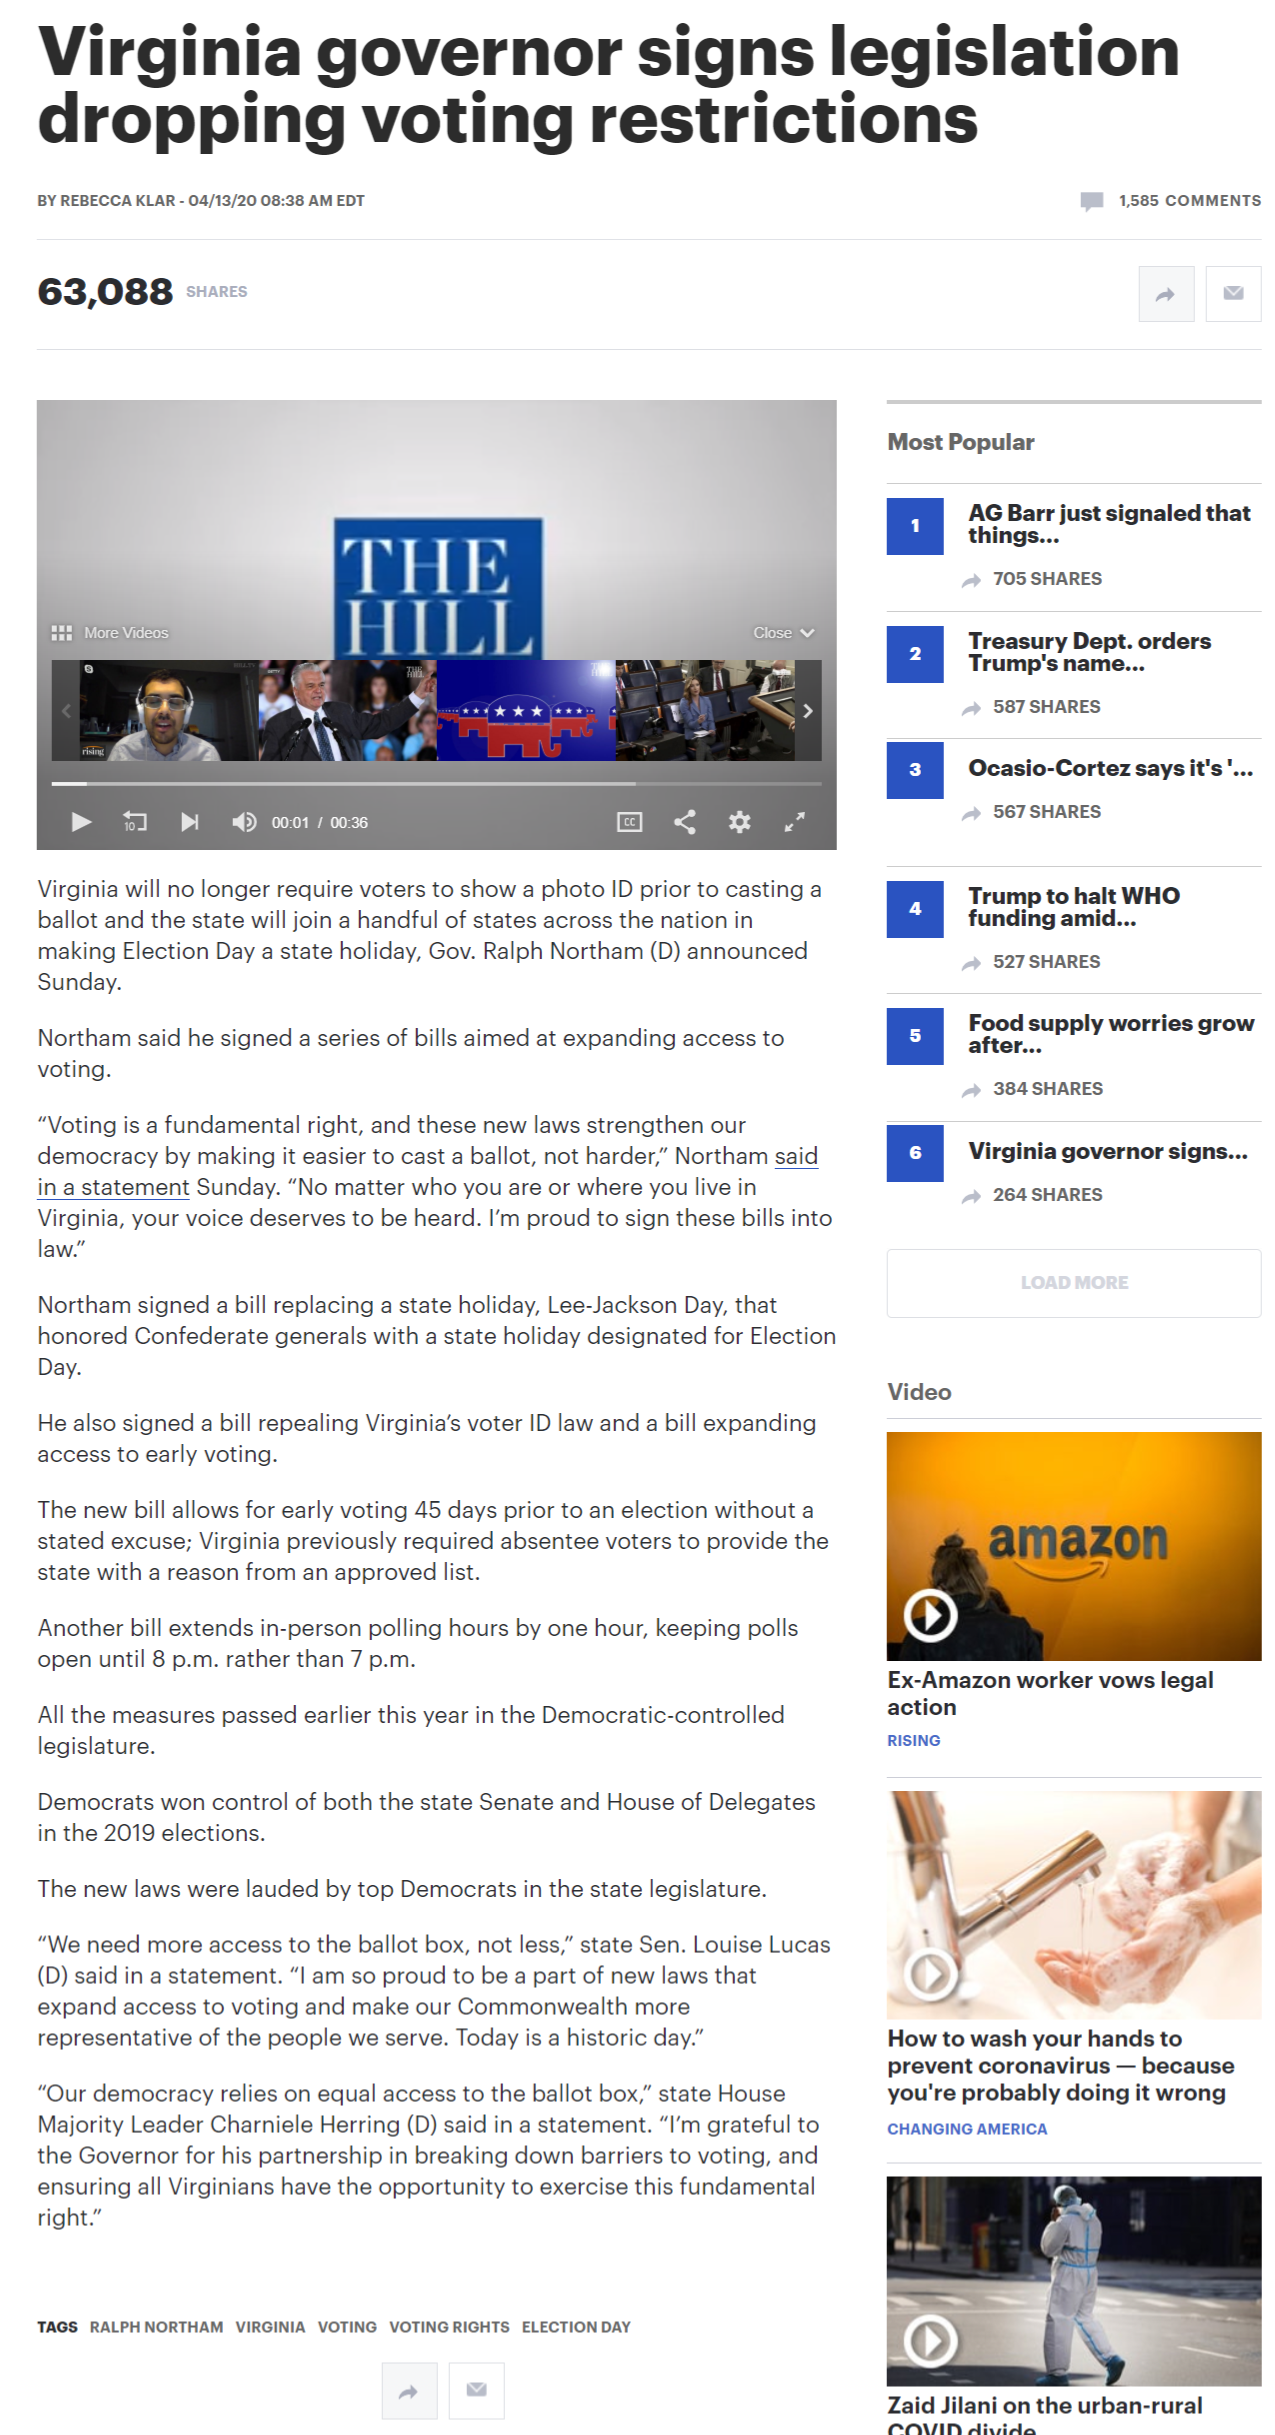 Virginia governor signs legislation
dropping voting restrictions
BY REBECCA KLAR - 04/13/20 08:38 AM EDT
1,585 COMMENTS
63,088 SHARES
THE
HILL
More Videos
Close
THE
HILL
rising
10
00:01 / 00:36
CC
Virginia will no longer require voters to show a photo ID prior to casting a
ballot and the state will join a handful of states across the nation in
making Election Day a state holiday, Gov. Ralph Northam (D) announced
Sunday.
Northam said he signed a series of bills aimed at expanding access to
voting.
“Voting is a fundamental right, and these new laws strengthen our
democracy by making it easier to cast a ballot, not harder,” Northam said
in a statement Sunday. “No matter who you are or where you live in
Virginia, your voice deserves to be heard. I’m proud to sign these bills into
law.”
Northam signed a bill replacing a state holiday, Lee-Jackson Day, that
honored Confederate generals with a state holiday designated for Election
Day.
He also signed a bill repealing Virginia’s voter ID law and a bill expanding
access to early voting.
The new bill allows for early voting 45 days prior to an election without a
stated excuse; Virginia previously required absentee voters to provide the
state with a reason from an approved list.
Another bill extends in-person polling hours by one hour, keeping polls
open until 8 p.m. rather than 7 p.m.
All the measures passed earlier this year in the Democratic-controlled
legislature.
Democrats won control of both the state Senate and House of Delegates
in the 2019 elections.
The new laws were lauded by top Democrats in the state legislature.
“We need more access to the ballot box, not less,” state Sen. Louise Lucas
(D) said in a statement. “I am so proud to be a part of new laws that
expand access to voting and make our Commonwealth more
representative of the people we serve. Today is a historic day.”
“Our democracy relies on equal access to the ballot box,” state House
Majority Leader Charniele Herring (D) said in a statement. “I’m grateful to
the Governor for his partnership in breaking down barriers to voting, and
ensuring all Virginians have the opportunity to exercise this fundamental
right.”
TAGS RALPH NORTHAM VIRGINIA VOTING VOTING RIGHTS ELECTION DAY
Most Popular
1
AG Barr just signaled that
things...
705 SHARES
2
Treasury Dept. orders
Trump's name...
587 SHARES
3
Ocasio-Cortez says it's '...
567 SHARES
4
Trump to halt WHO
funding amid...
527 SHARES
5
Food supply worries grow
after...
384 SHARES
6
Virginia governor signs...
264 SHARES
LOAD MORE
Video
amazon
Ex-Amazon worker vows legal
action
RISING
How to wash your hands to
prevent coronavirus — because
you're probably doing it wrong
CHANGING AMERICA
Zaid Jilani on the urban-rural
COVID divide